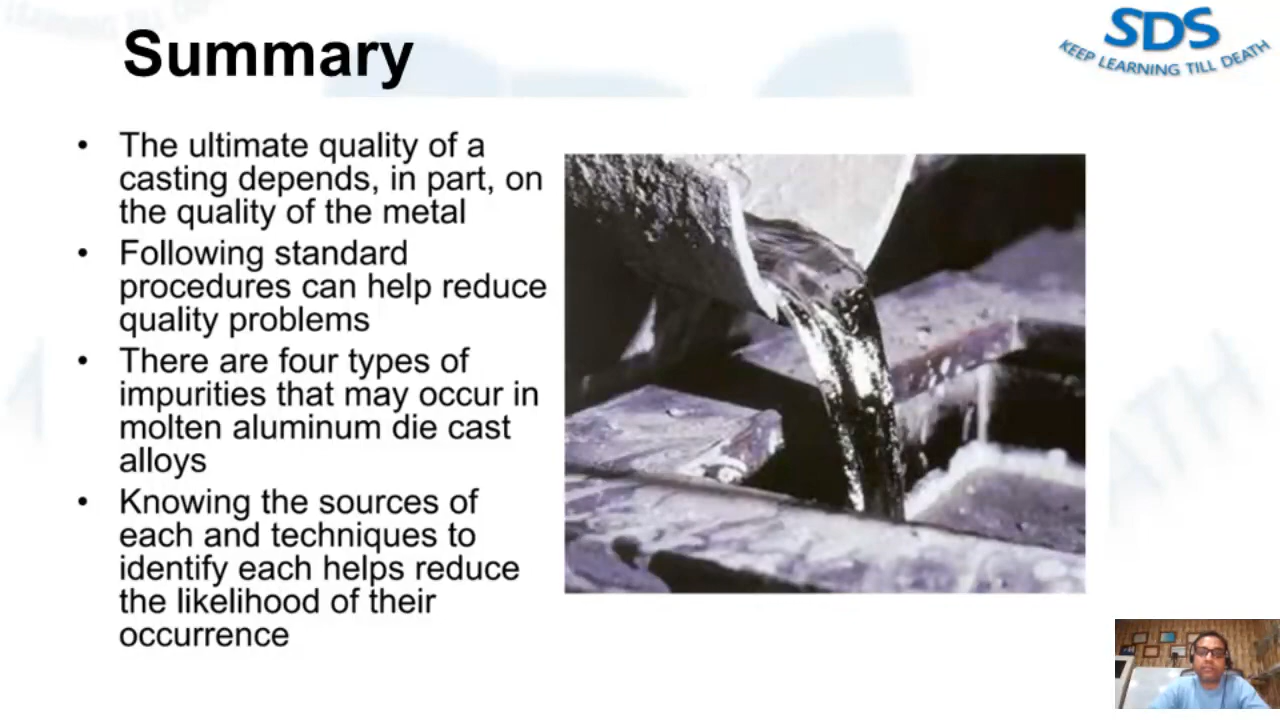 Summary
SDS
KEEP LEARNING TILL DEATH
• The ultimate quality of a
casting depends, in part, on
the quality of the metal
• Following standard
procedures can help reduce
quality problems
• There are four types of
impurities that may occur in
molten aluminum die cast
alloys
• Knowing the sources of
each and techniques to
identify each helps reduce
the likelihood of their
occurrence